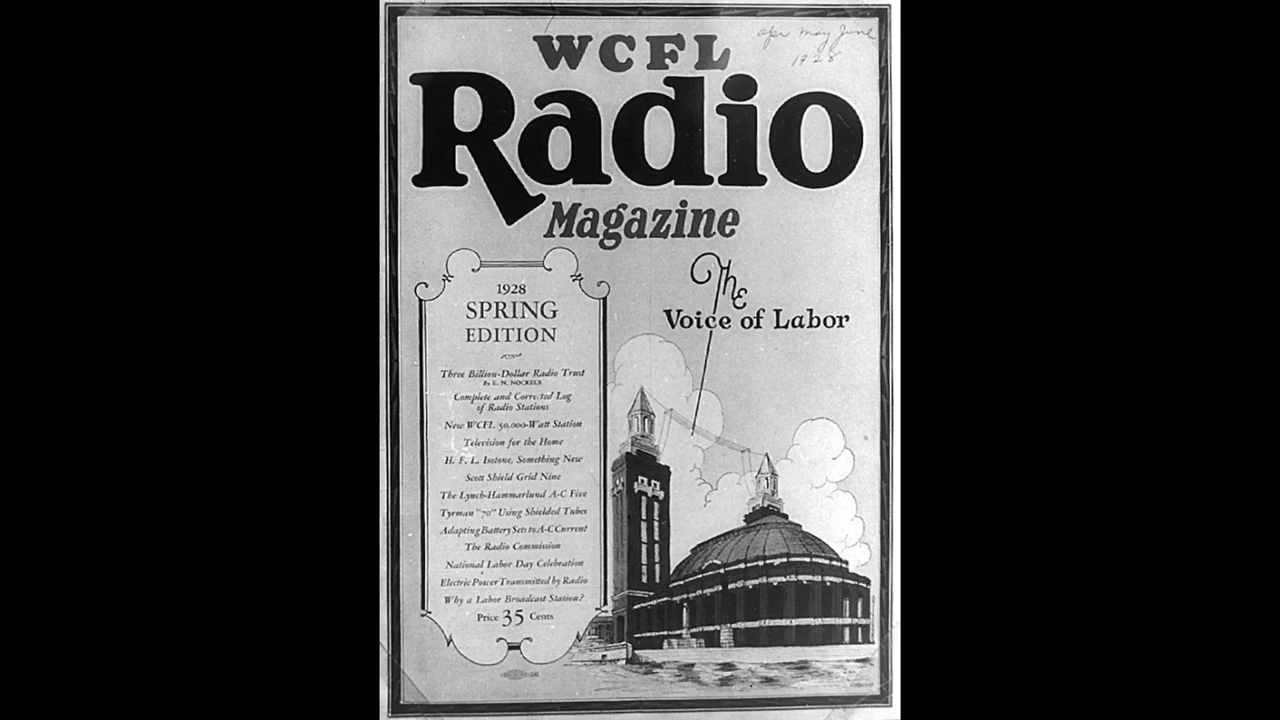 apr May June
1928
WCFL
Radio
Magazine
The
Voice of Labor
1928
SPRING
EDITION
Three Billion-Dollar Radio Trust
By E. N. NOCKELS
Complete and Corrected Log
of Radio Stations
New WCFL 50,000-Watt Station
Television for the Home
H. F. L. Isotone, Something New
Scott Shield Grid Nine
The Lynch-Hammarlund A-C Five
Tyrman "70" Using Shielded Tubes
Adapting Battery Sets to A-C Current
The Radio Commission
National Labor Day Celebration
Electric Power Transmitted by Radio
Why a Labor Broadcast Station?
Price 35 Cents